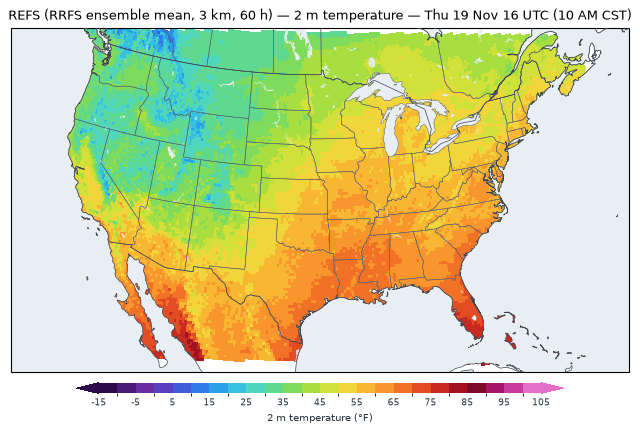 REFS (RRFS ensemble mean, 3 km, 60 h) — 2 m temperature — Thu 19 Nov 16 UTC (10 AM CST)
-15 -5 5 15 25 35 45 55 65 75 85 95 105
2 m temperature (°F)